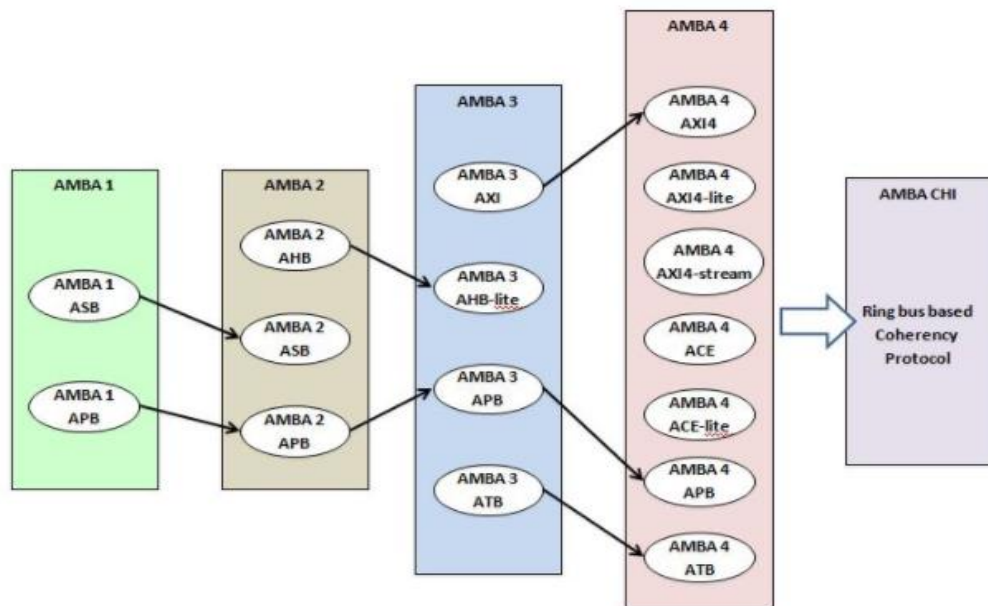 AMBA 1
AMBA 1
ASB
AMBA 1
APB
AMBA 2
AMBA 2
AHB
AMBA 2
ASB
AMBA 2
APB
AMBA 3
AMBA 3
AXI
AMBA 3
AHB-lite
AMBA 3
APB
AMBA 3
ATB
AMBA 4
AMBA 4
AXI4
AMBA 4
AXI4-lite
AMBA 4
AXI4-stream
AMBA 4
ACE
AMBA 4
ACE-lite
AMBA 4
APB
AMBA 4
ATB
AMBA CHI
Ring bus based
Coherency
Protocol